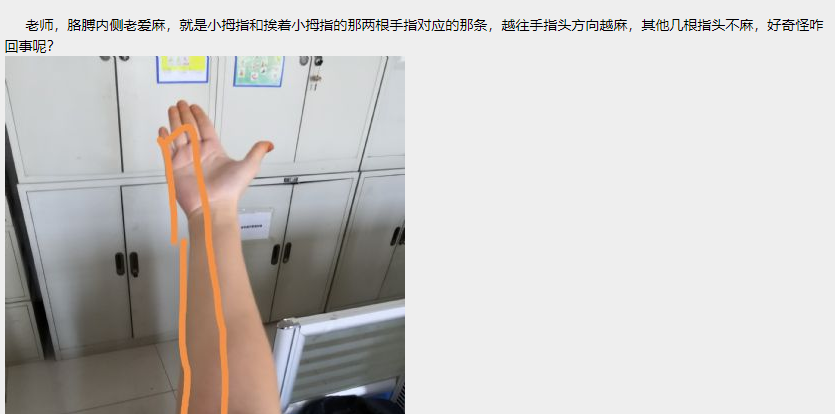 老师，胳膊内侧老爱麻，就是小拇指和挨着小拇指的那两根手指对应的那条，越往手指头方向越麻，其他几根指头不麻，好奇怪咋
回事呢？